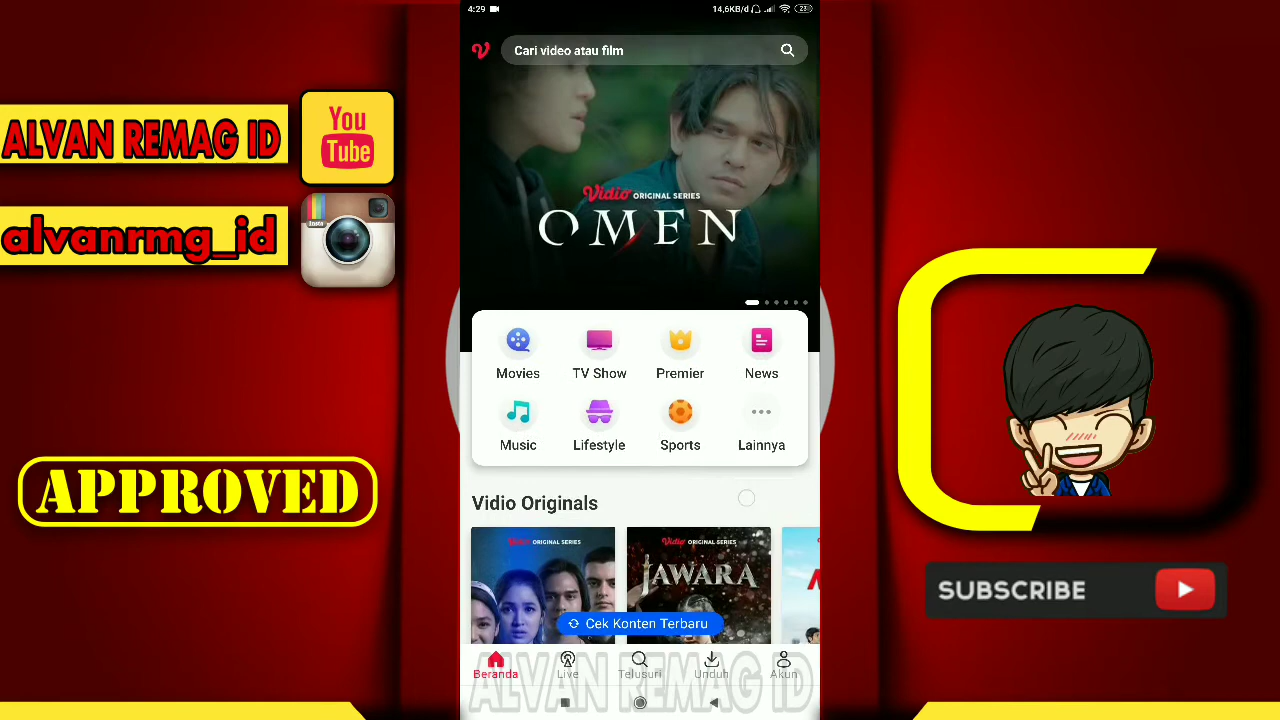 4:29
14,6KB/d
23
Cari video atau film
ALVAN REMAG ID
You
Tube
alvanrmg_id
Insta
Vidio ORIGINAL SERIES
OMEN
Movies
TV Show
Premier
News
Music
Lifestyle
Sports
Lainnya
APPROVED
SUBSCRIBE
Vidio Originals
Vidio ORIGINAL SERIES
Vidio ORIGINAL SERIES
JAWARA
Cek Konten Terbaru
Beranda
Live
Telusuri
Unduh
Akun
ALVAN REMAG ID